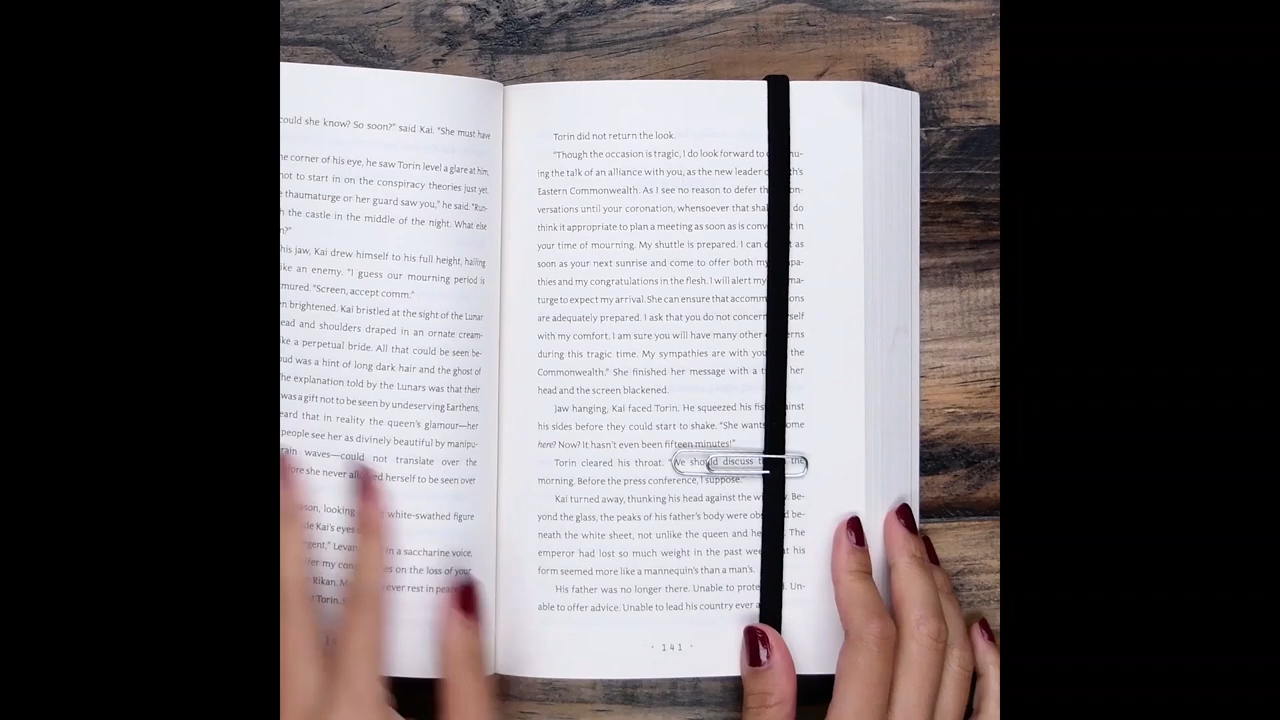 could she know? So soon?" said Kai. "She must have
corner of his eye, he saw Torin level a glare at him,
not to start in on the conspiracy theories just yet.
thaumaturge or her guard saw you," he said. "Run-
the castle in the middle of the night. What else
his jaw, Kai drew himself to his full height, hailing
like an enemy. "I guess our mourning period is
"Screen, accept comm."
brightened. Kai bristled at the sight of the Lunar
and shoulders draped in an ornate cream-
a perpetual bride. All that could be seen be-
was a hint of long dark hair and the ghost of
The explanation told by the Lunars was that their
was a gift not to be seen by undeserving Earthens,
that in reality the queen's glamour—her
people see her as divinely beautiful by manipu-
waves—could not translate over the
she never herself to be seen over
looking white-swathed figure
Kai's eyes
in a saccharine voice,
my on the loss of your
Rikan. ever rest in
Torin.
Torin did not return the look.
"Though the occasion is tragic, I do look forward to
ing the talk of an alliance with you, as the new leader
Eastern Commonwealth. As I see no reason to defer
versations until your coronation, whensoever that do
think is appropriate to plan a meeting as soon as is in
your time of mourning. My shuttle is prepared. I can as
soon as your next sunrise and come to offer both my
thies and my congratulations in the flesh. I will alert my
turge to expect my arrival. She can ensure that
are adequately prepared. I ask that you do not concern
with my comfort. I am sure you will have many other
during this tragic time. My sympathies are with you the
Commonwealth." She finished her message with a her
head and the screen blackened.
Jaw hanging, Kai faced Torin. He squeezed his
his sides before they could start to shake. "She
here? Now? It hasn't even been fifteen minutes!"
Torin cleared his throat. "We should discuss the
morning. Before the press conference, I suppose."
Kai turned away, thunking his head against the Be-
yond the glass, the peaks of his father's body were be-
neath the white sheet, not unlike the queen and The
emperor had lost so much weight in the past his
form seemed more like a mannequin's than a man's.
His father was no longer there. Unable to Un-
able to offer advice. Unable to lead his country ever
· 141 ·